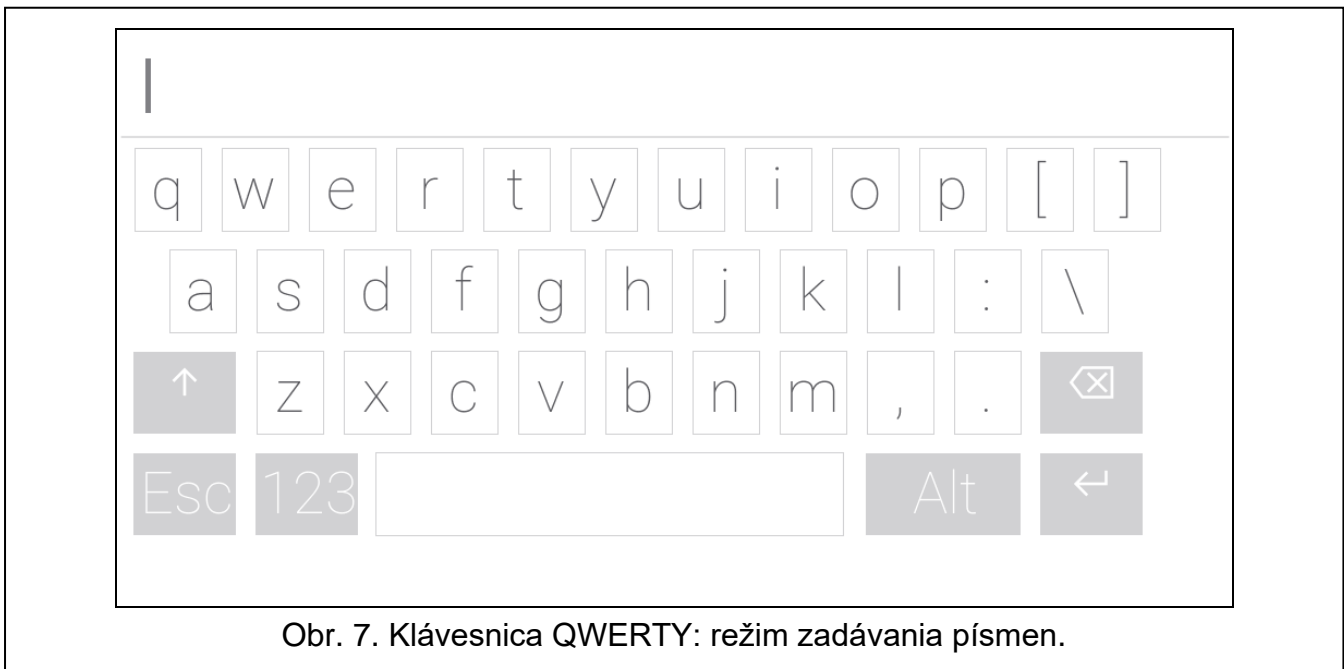 q w e r t y u i o p [ ]
a s d f g h j k l : \
↑ z x c v b n m , .
Esc 123 Alt ↵
Obr. 7. Klávesnica QWERTY: režim zadávania písmen.